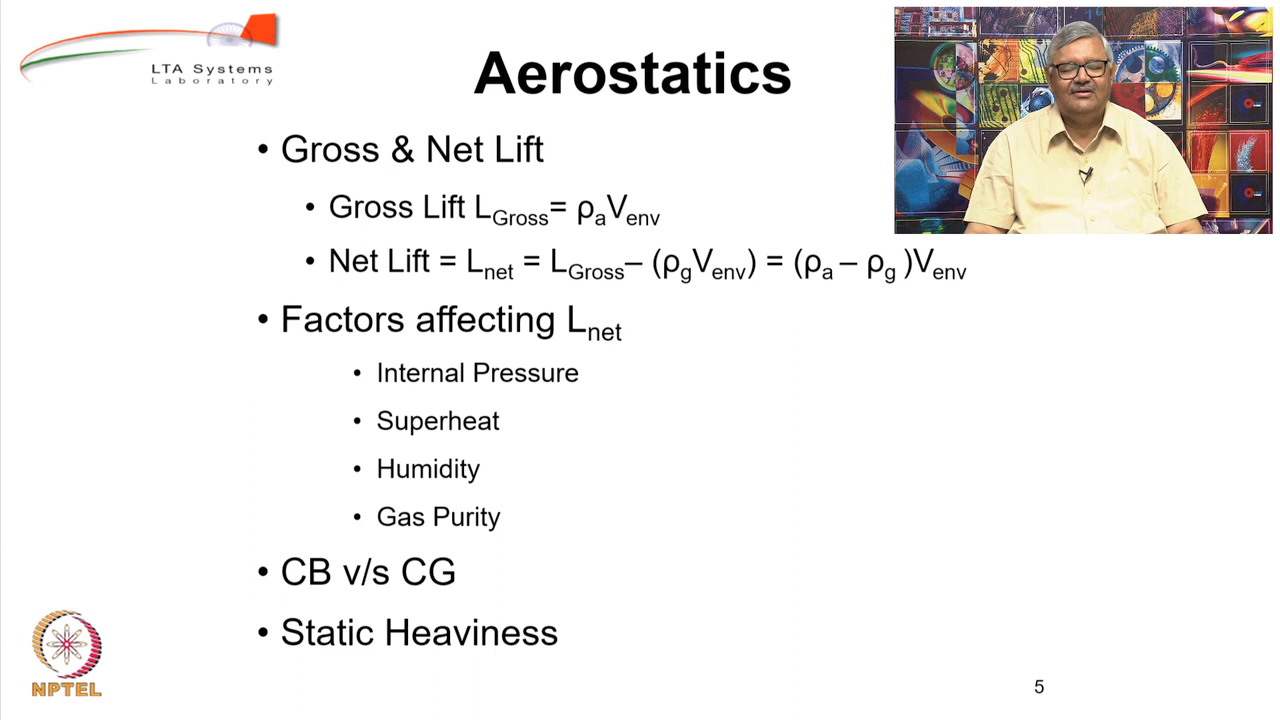 LTA Systems
Laboratory
Aerostatics
• Gross & Net Lift
• Gross Lift L_Gross= ρ_aV_env
• Net Lift = L_net = L_Gross– (ρ_gV_env) = (ρ_a – ρ_g )V_env
• Factors affecting L_net
• Internal Pressure
• Superheat
• Humidity
• Gas Purity
• CB v/s CG
• Static Heaviness
NPTEL
5